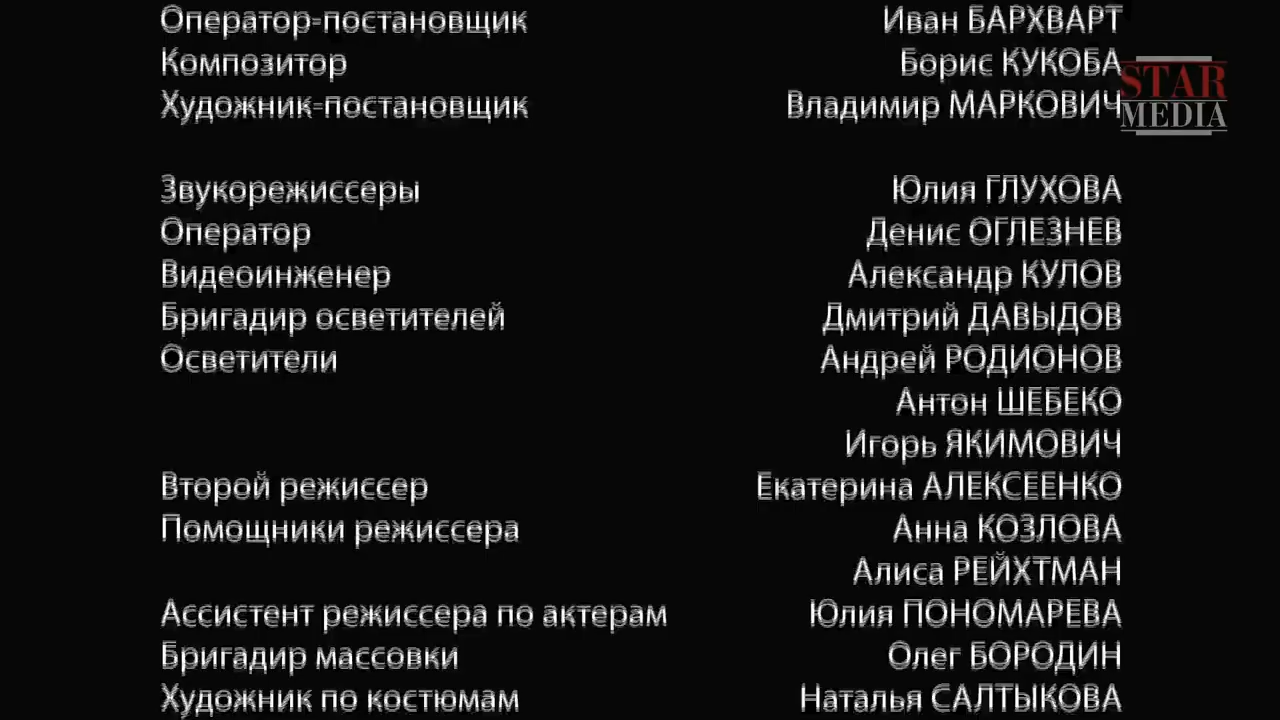 Оператор-постановщик Иван БАРХВАРТ
Композитор Борис КУКОБА
Художник-постановщик Владимир МАРКОВИЧ
STAR
MEDIA
Звукорежиссеры Юлия ГЛУХОВА
Оператор Денис ОГЛЕЗНЕВ
Видеоинженер Александр КУЛОВ
Бригадир осветителей Дмитрий ДАВЫДОВ
Осветители Андрей РОДИОНОВ
Антон ШЕБЕКО
Игорь ЯКИМОВИЧ
Второй режиссер Екатерина АЛЕКСЕЕНКО
Помощники режиссера Анна КОЗЛОВА
Алиса РЕЙХТМАН
Ассистент режиссера по актерам Юлия ПОНОМАРЕВА
Бригадир массовки Олег БОРОДИН
Художник по костюмам Наталья САЛТЫКОВА